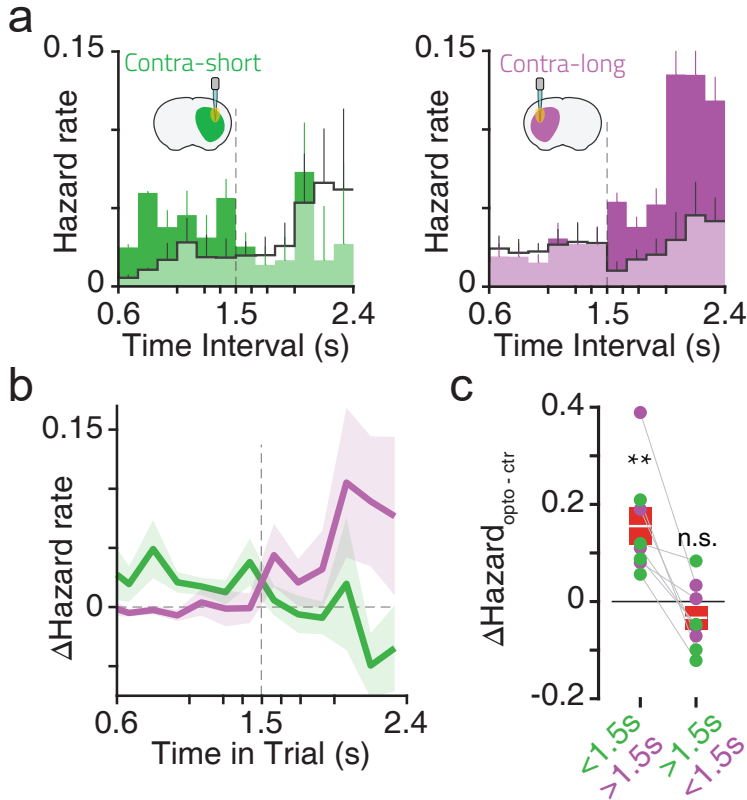 a
0.15
Contra-short
Hazard rate
0
0.6
1.5
2.4
Time Interval (s)
0.15
Contra-long
Hazard rate
0
0.6
1.5
2.4
Time Interval (s)
b
0.15
ΔHazard rate
0
0.6
1.5
2.4
Time in Trial (s)
c
0.4
0.2
0
-0.2
ΔHazard opto - ctr
**
n.s.
<1.5s
>1.5s
>1.5s
<1.5s